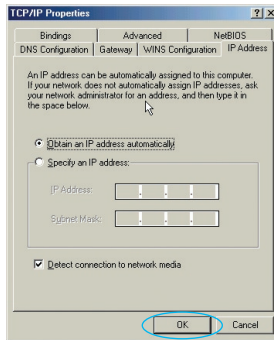 TCP/IP Properties
Bindings Advanced NetBIOS
DNS Configuration Gateway WINS Configuration IP Address
An IP address can be automatically assigned to this computer.
If your network does not automatically assign IP addresses, ask
your network administrator for an address, and then type it in
the space below.
Obtain an IP address automatically
Specify an IP address:
IP Address:
Subnet Mask:
Detect connection to network media
OK Cancel